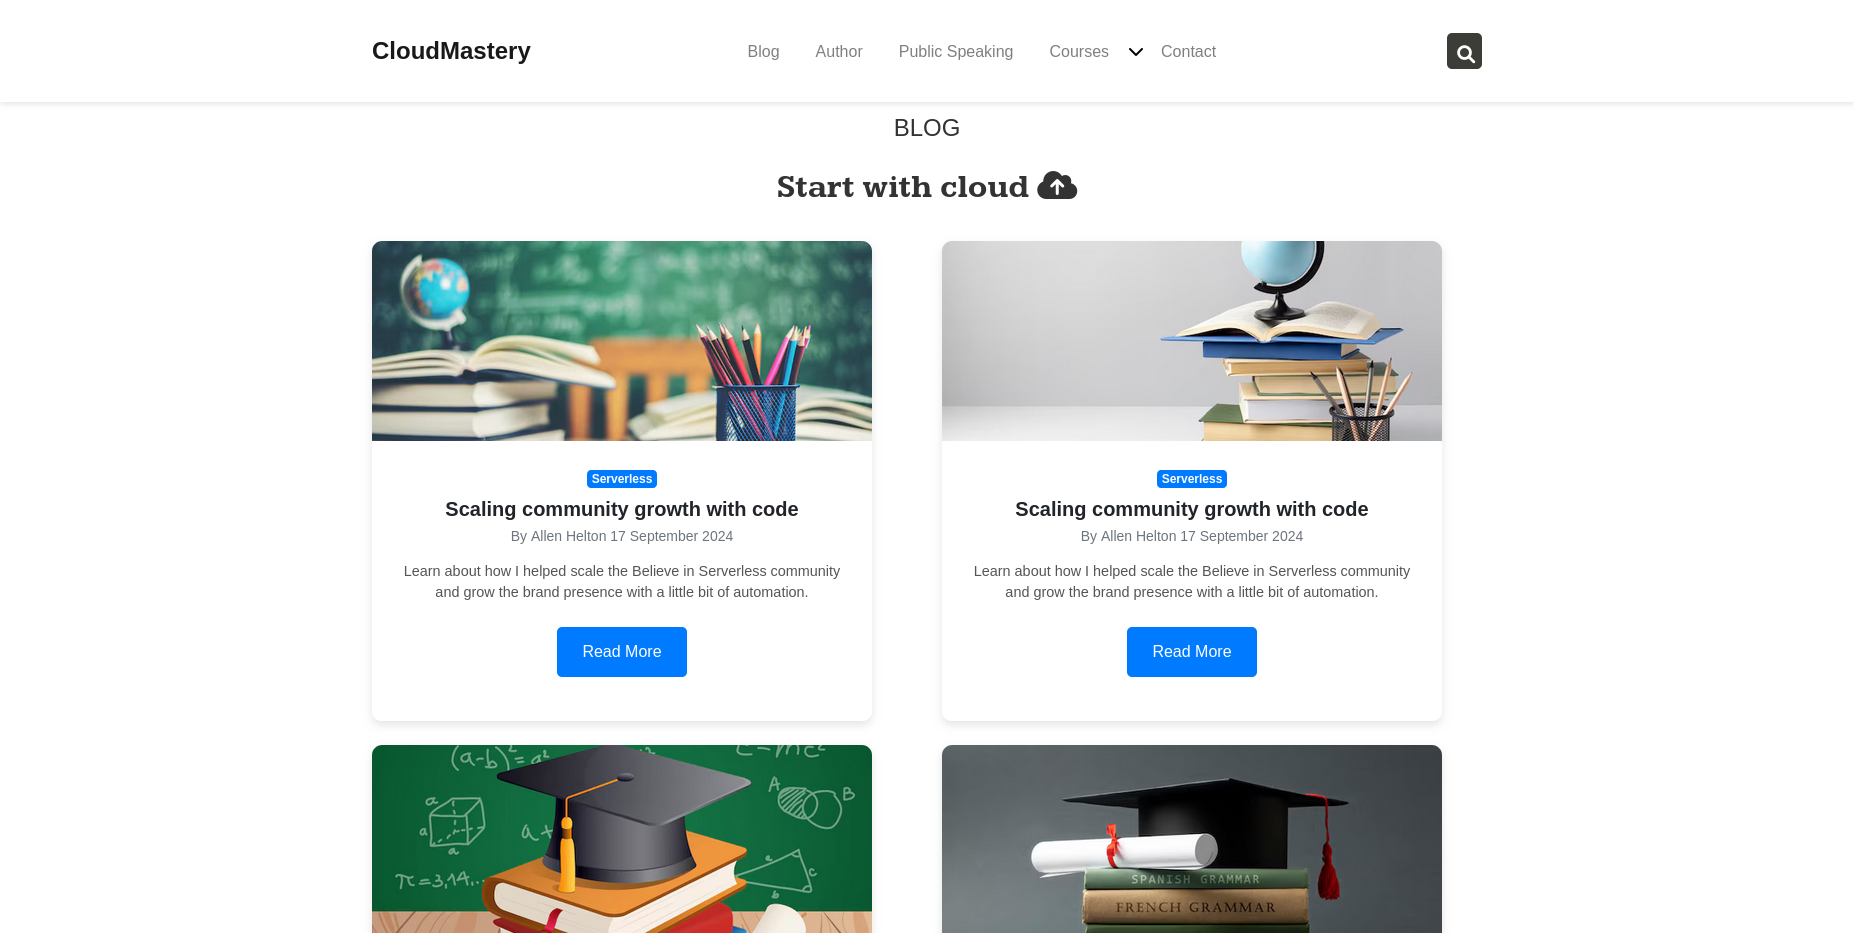 CloudMastery
Blog
Author
Public Speaking
Courses
Contact
BLOG
Start with cloud
Serverless
Scaling community growth with code
By Allen Helton 17 September 2024
Learn about how I helped scale the Believe in Serverless community
and grow the brand presence with a little bit of automation.
Read More
Serverless
Scaling community growth with code
By Allen Helton 17 September 2024
Learn about how I helped scale the Believe in Serverless community
and grow the brand presence with a little bit of automation.
Read More
(a-b)²=a²
A
B
a
a
a
a+
π=3,14...
c
SPANISH GRAMMAR
FRENCH GRAMMAR